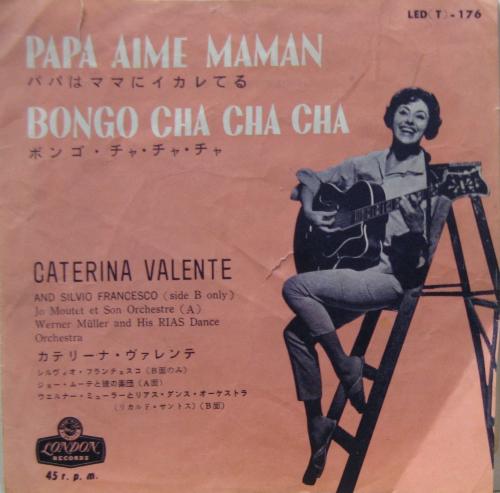 LED(T)-176
PAPA AIME MAMAN
パパはママにイカレてる
BONGO CHA CHA CHA
ボンゴ・チャ・チャ・チャ
CATERINA VALENTE
AND SILVIO FRANCESCO (side B only)
Jo Moutet et Son Orchestre (A)
Werner Müller and His RIAS Dance
Orchestra
カテリーナ・ヴァレンテ
シルヴィオ・フランチェスコ(B面のみ)
ジョー・ムーテと彼の楽団(A面)
ウエルナー・ミューラーとリアス・ダンス・オーケストラ
(リカルド・サントス)(B面)
LONDON
RECORDS
45 r. p. m.